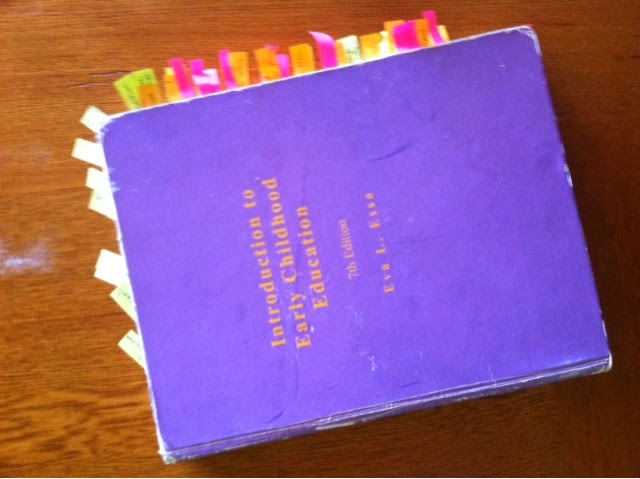 Introduction to
Early Childhood
Education
7th Edition
Eva L. Essa